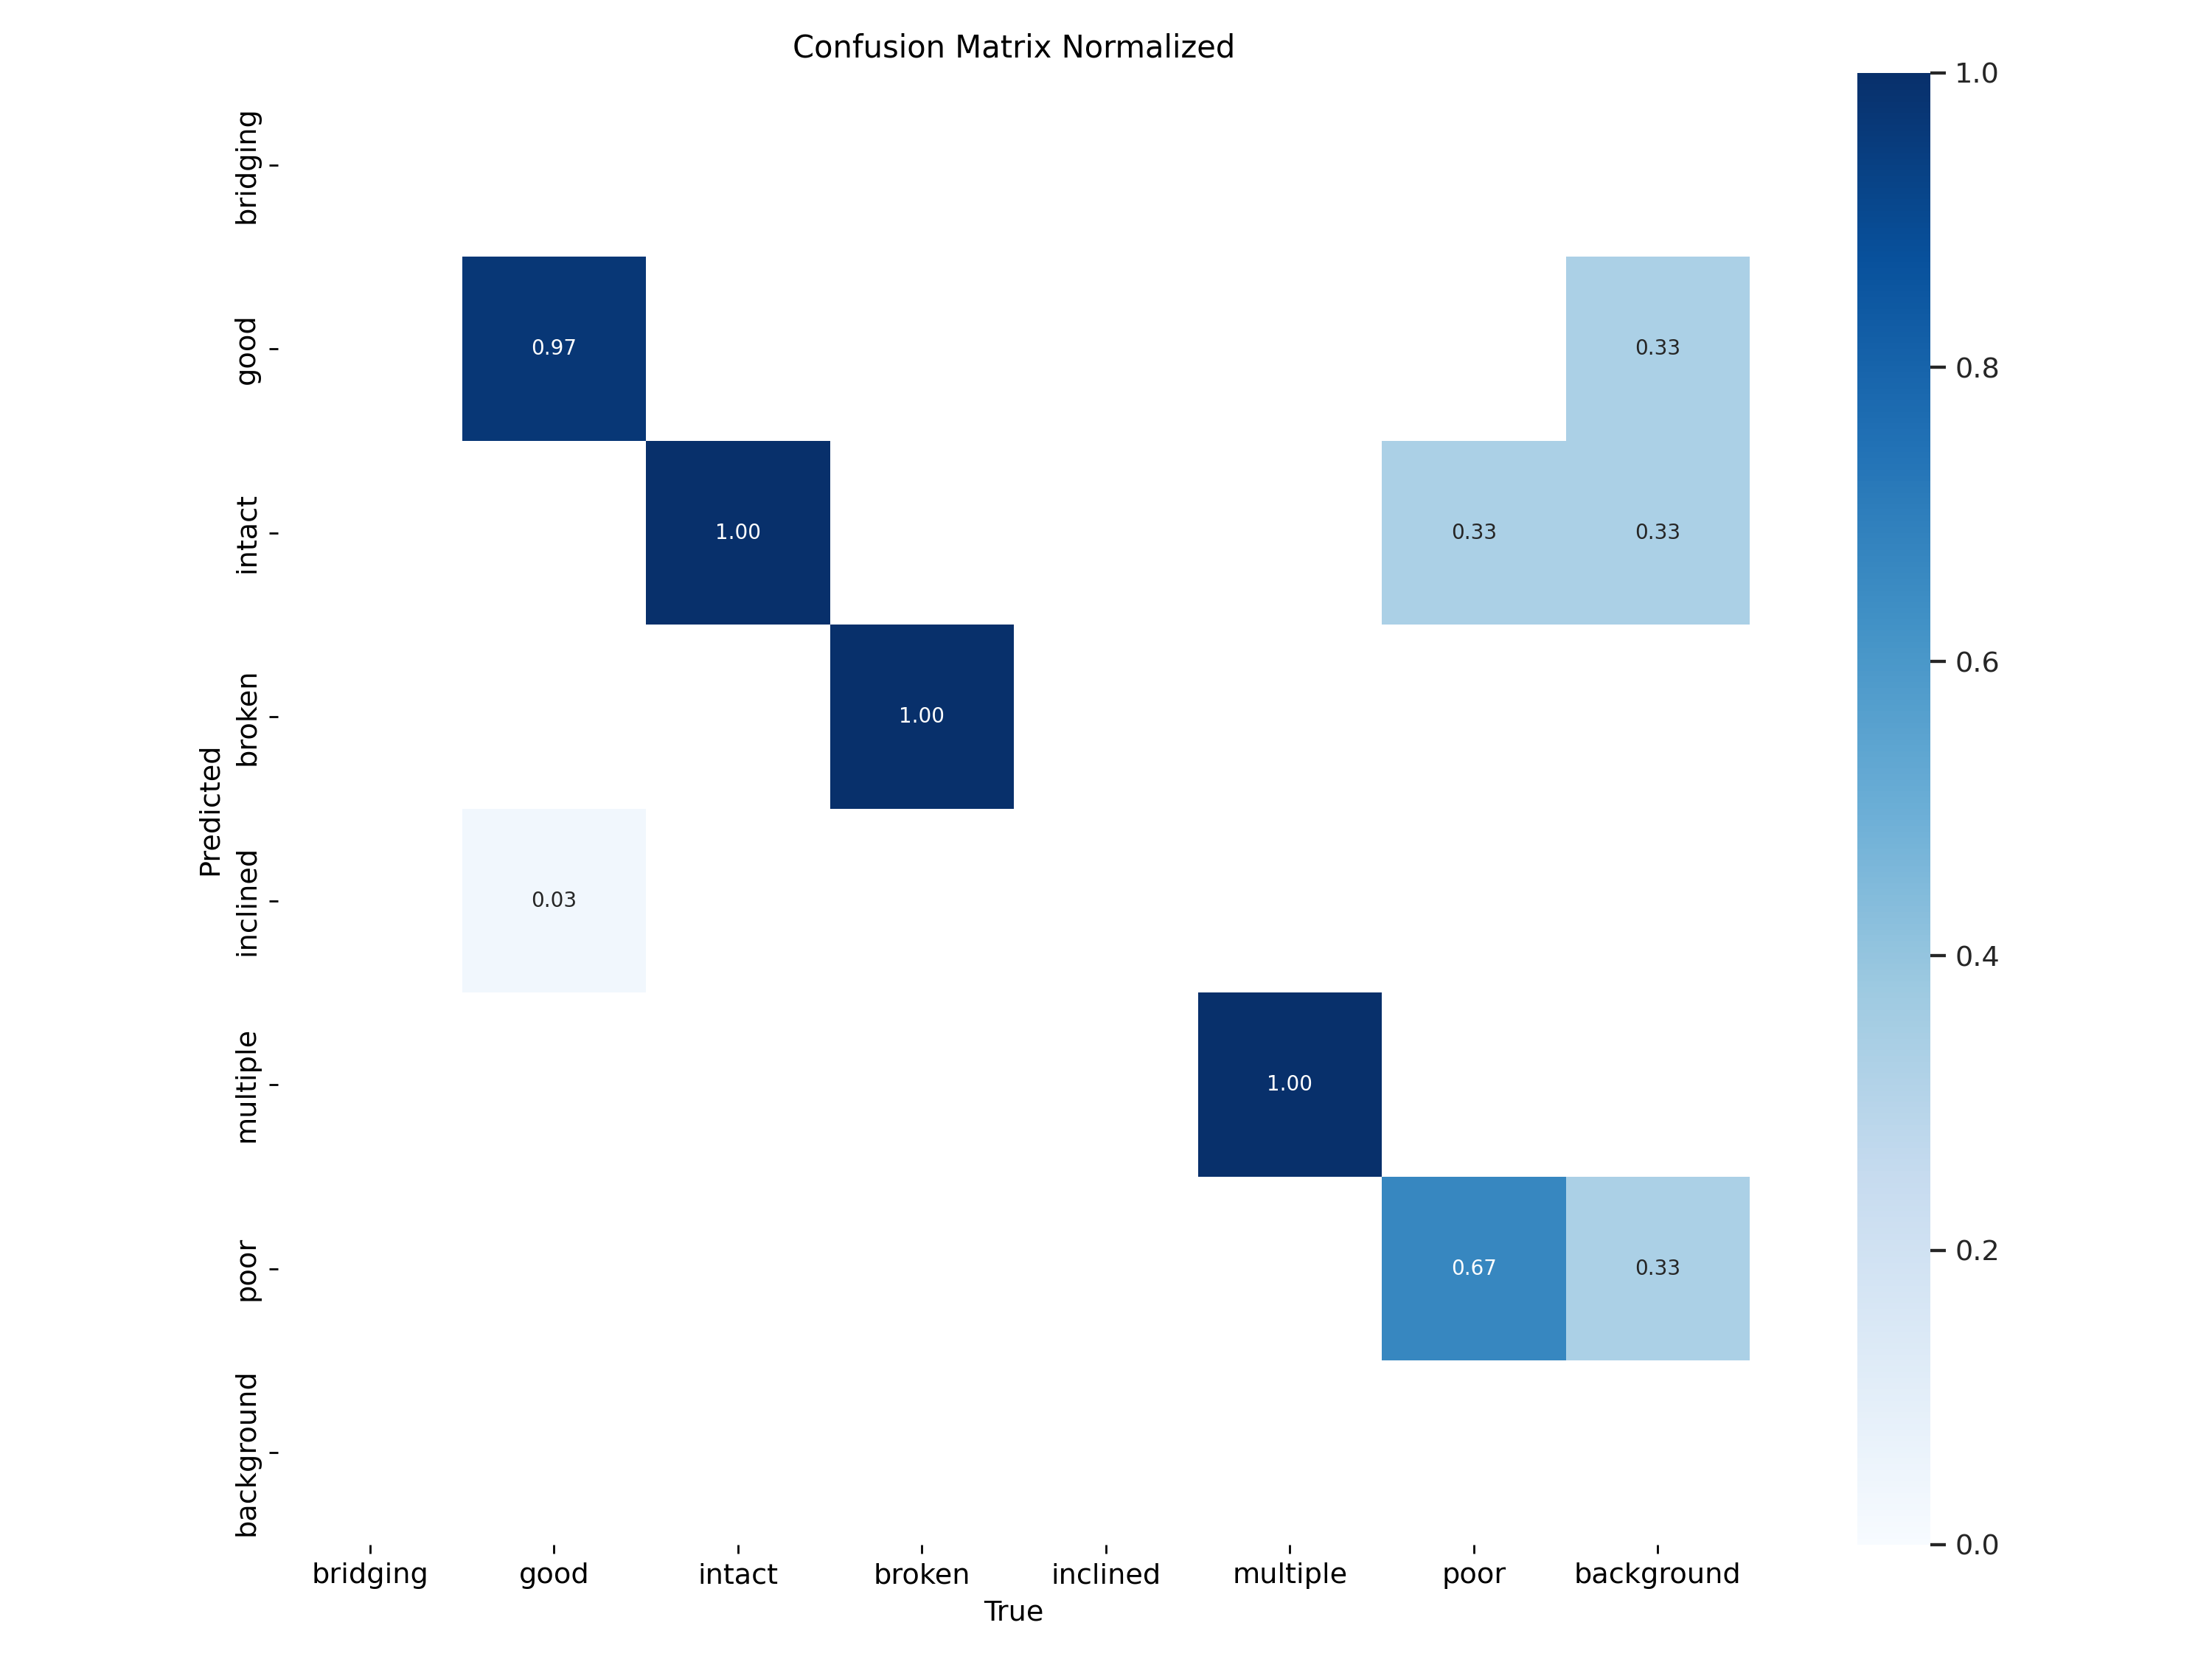 Confusion Matrix Normalized
bridging
good
intact
broken
inclined
multiple
poor
background
Predicted
0.97
0.33
1.00
0.33
0.33
1.00
0.03
1.00
0.67
0.33
bridging good intact broken inclined multiple poor background
True
1.0
0.8
0.6
0.4
0.2
0.0